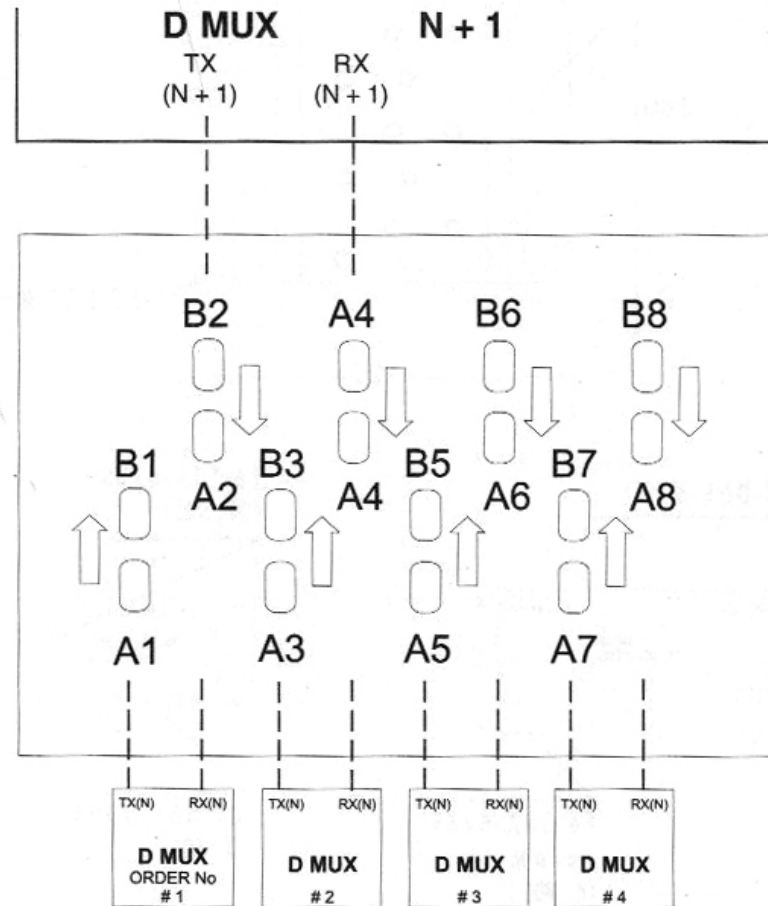 D MUX N + 1
TX RX
(N + 1) (N + 1)
B2 A4 B6 B8
B1 B3 B5 B7
A2 A4 A6 A8
A1 A3 A5 A7
TX(N) RX(N) TX(N) RX(N) TX(N) RX(N) TX(N) RX(N)
D MUX D MUX D MUX D MUX
ORDER No
# 1 # 2 # 3 # 4